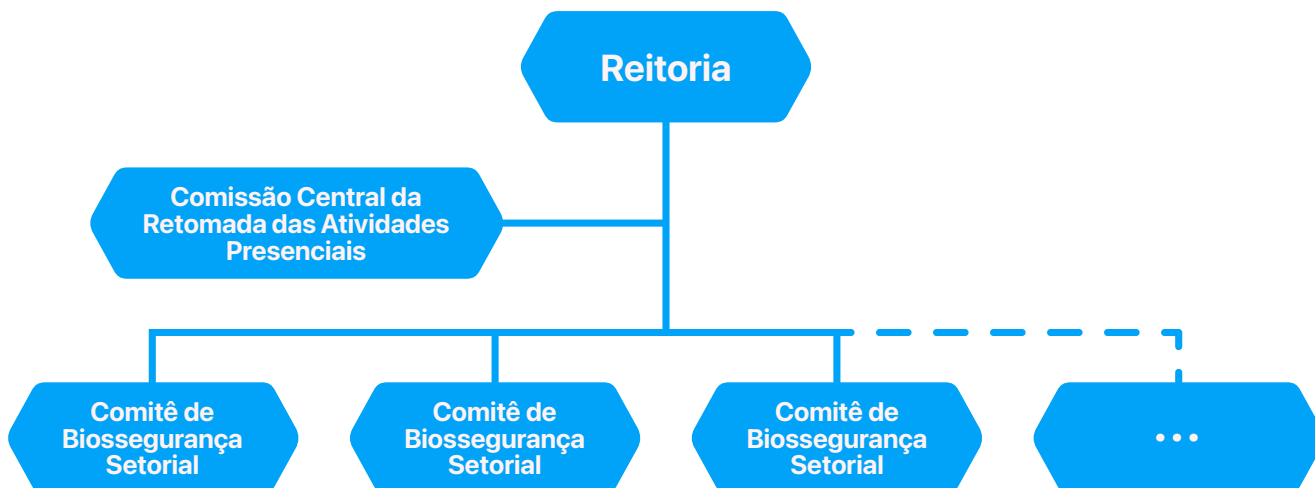 Reitoria
Comissão Central da
Retomada das Atividades
Presenciais
Comitê de
Biossegurança
Setorial
Comitê de
Biossegurança
Setorial
Comitê de
Biossegurança
Setorial
...